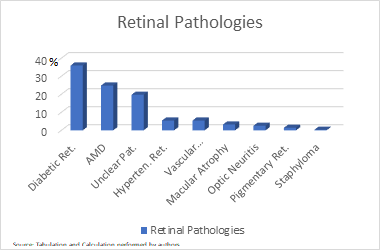 Retinal Pathologies
40 %
30
20
10
0
Diabetic Ret.
AMD
Unclear Pat.
Hyperten. Ret.
Vascular...
Macular Atrophy
Optic Neuritis
Pigmentary Ret.
Staphyloma
Retinal Pathologies
Source: Tabulation and Calculation performed by authors